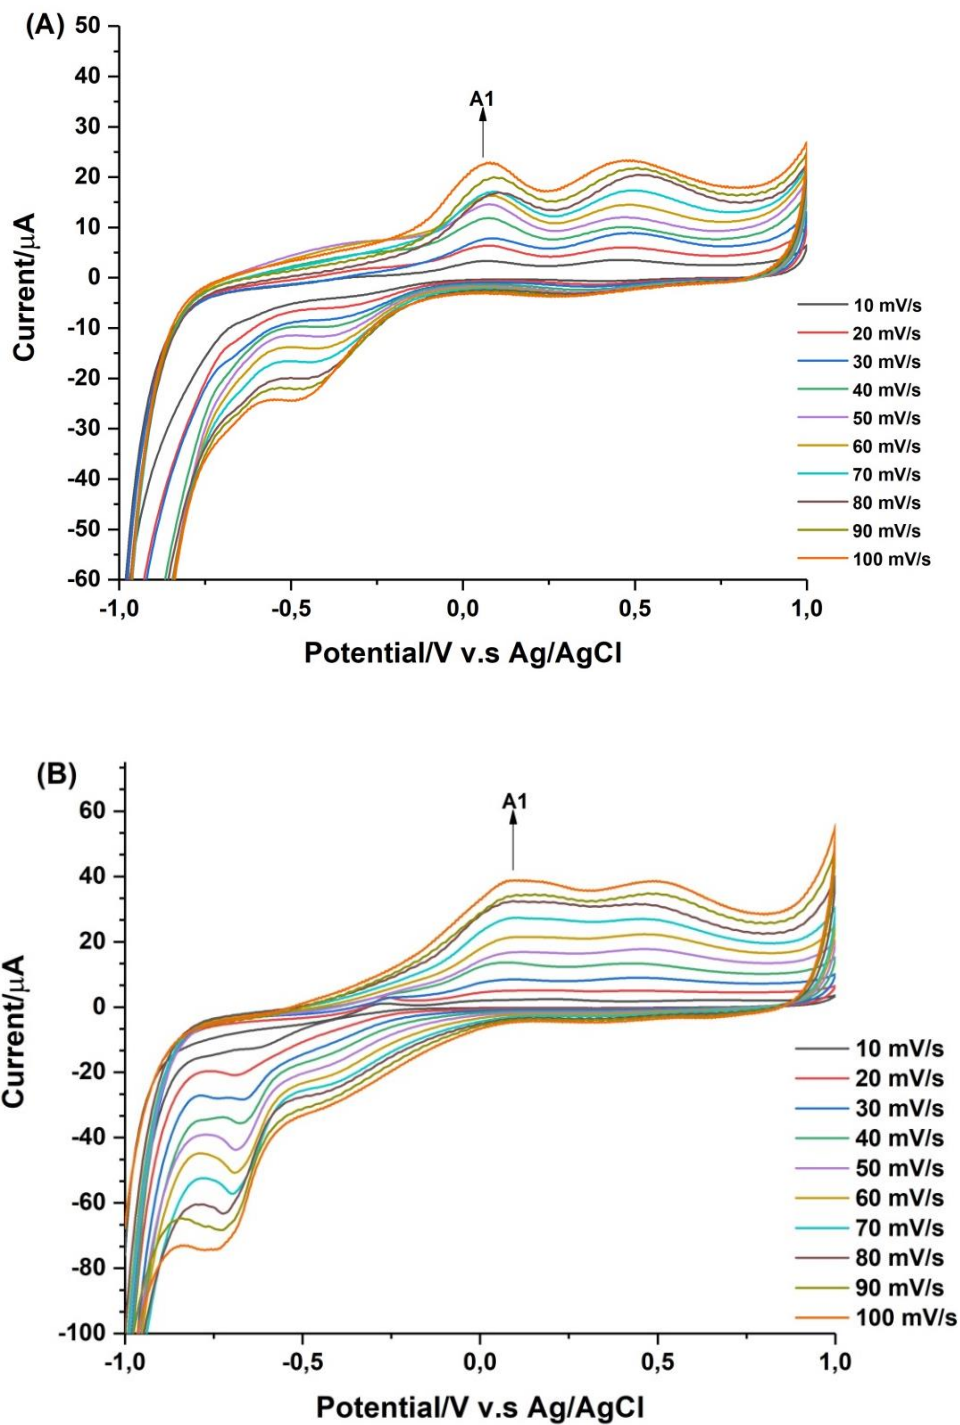 (A)
50
40
30
20
10
0
-10
-20
-30
-40
-50
-60
Current/µA
A1
10 mV/s
20 mV/s
30 mV/s
40 mV/s
50 mV/s
60 mV/s
70 mV/s
80 mV/s
90 mV/s
100 mV/s
-1,0 -0,5 0,0 0,5 1,0
Potential/V v.s Ag/AgCl
(B)
60
40
20
0
-20
-40
-60
-80
-100
Current/µA
A1
10 mV/s
20 mV/s
30 mV/s
40 mV/s
50 mV/s
60 mV/s
70 mV/s
80 mV/s
90 mV/s
100 mV/s
-1,0 -0,5 0,0 0,5 1,0
Potential/V v.s Ag/AgCl